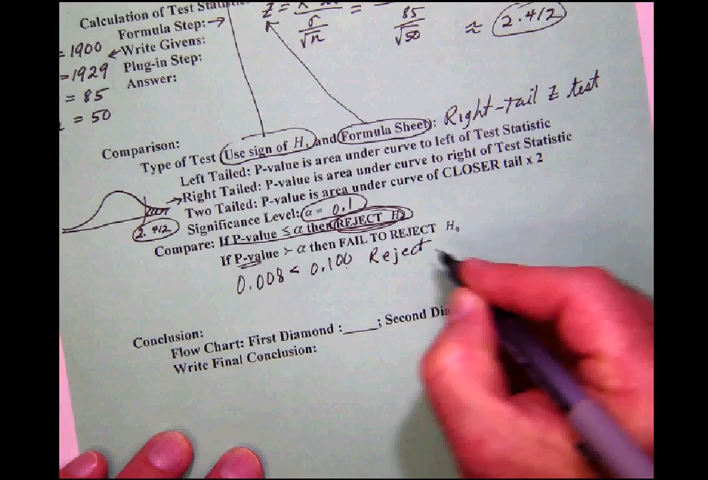 Calculation of Test
Formula Step:
= 1900 Write Givens:
= 1929 Plug-in Step:
= 85 Answer:
= 50
Z = = 
σ
√n
85
√50
≈ 2.412
Comparison:
Type of Test (Use sign of H₁ and Formula Sheet): Right-tail Z test
Left Tailed: P-value is area under curve to left of Test Statistic
Right Tailed: P-value is area under curve to right of Test Statistic
Two Tailed: P-value is area under curve of CLOSER tail x 2
2.412 Significance Level: α = 0.1
Compare: If P-value ≤ α then REJECT H₀
If P-value > α then FAIL TO REJECT H₀
0.008 < 0.100 Reject
Conclusion:
Flow Chart: First Diamond :_____; Second
Write Final Conclusion: